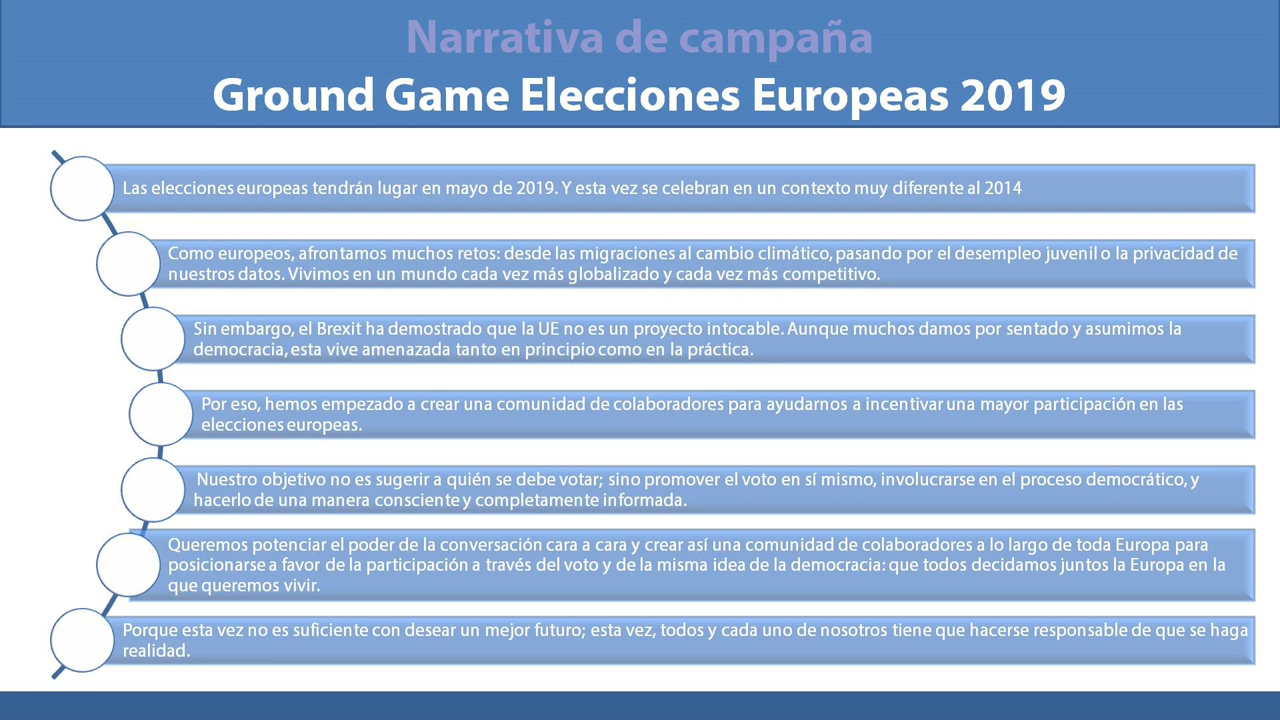 Narrativa de campaña
Ground Game Elecciones Europeas 2019
Las elecciones europeas tendrán lugar en mayo de 2019. Y esta vez se celebran en un contexto muy diferente al 2014
Como europeos, afrontamos muchos retos: desde las migraciones al cambio climático, pasando por el desempleo juvenil o la privacidad de
nuestros datos. Vivimos en un mundo cada vez más globalizado y cada vez más competitivo.
Sin embargo, el Brexit ha demostrado que la UE no es un proyecto intocable. Aunque muchos damos por sentado y asumimos la
democracia, esta vive amenazada tanto en principio como en la práctica.
Por eso, hemos empezado a crear una comunidad de colaboradores para ayudarnos a incentivar una mayor participación en las
elecciones europeas.
Nuestro objetivo no es sugerir a quién se debe votar; sino promover el voto en sí mismo, involucrarse en el proceso democrático, y
hacerlo de una manera consciente y completamente informada.
Queremos potenciar el poder de la conversación cara a cara y crear así una comunidad de colaboradores a lo largo de toda Europa para
posicionarse a favor de la participación a través del voto y de la misma idea de la democracia: que todos decidamos juntos la Europa en la
que queremos vivir.
Porque esta vez no es suficiente con desear un mejor futuro; esta vez, todos y cada uno de nosotros tiene que hacerse responsable de que se haga
realidad.